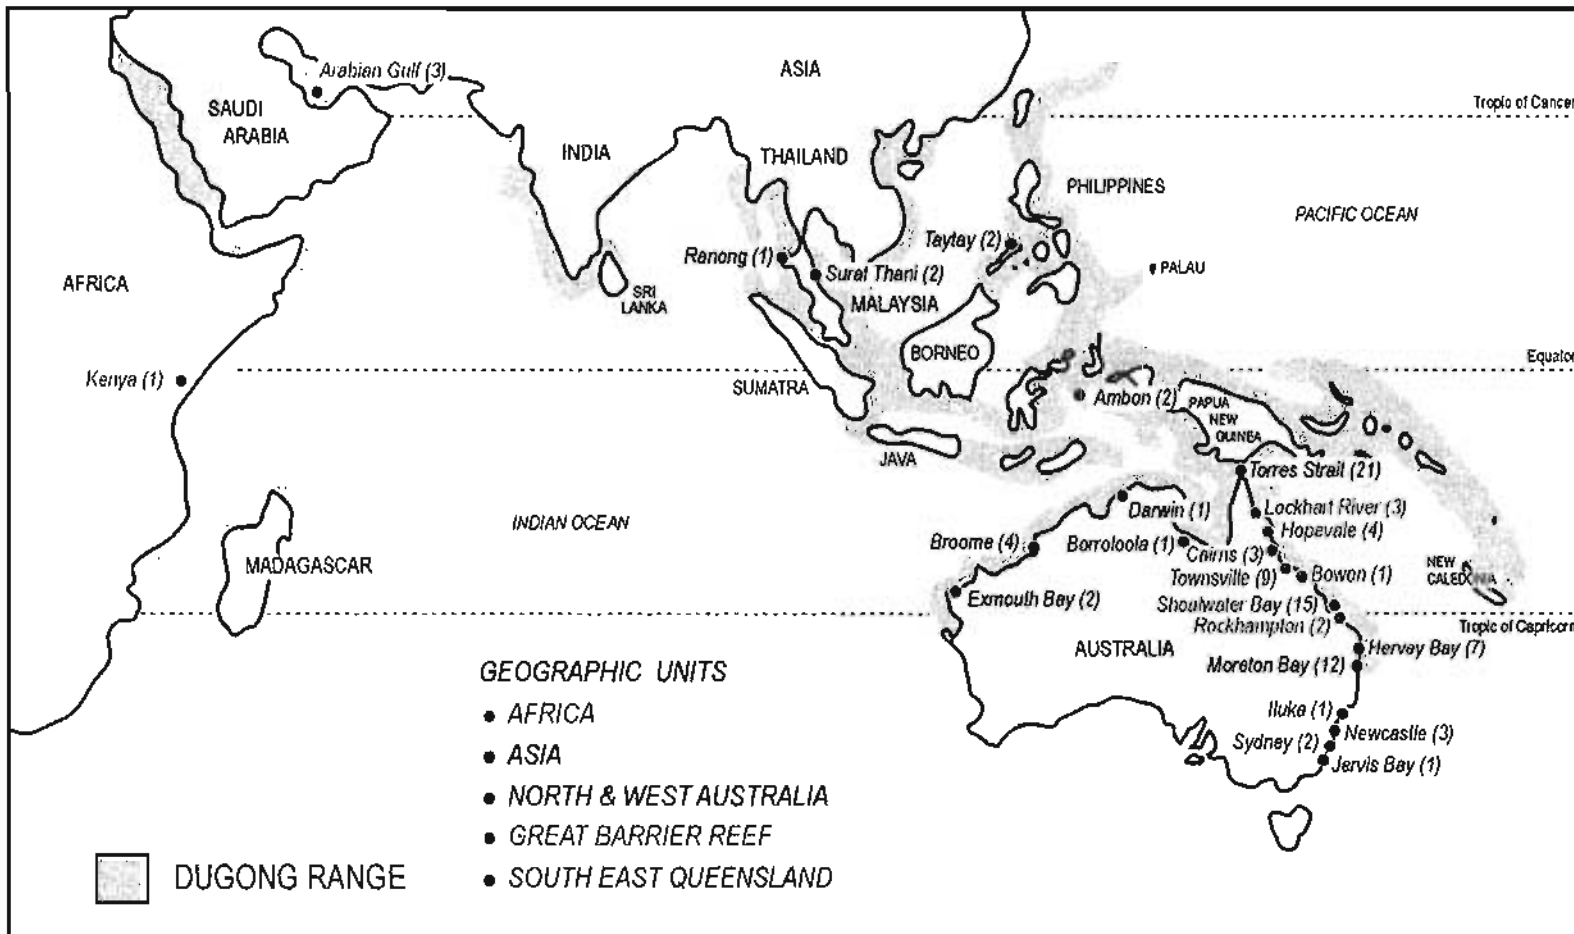 Arabian Gulf (3)
ASIA
SAUDI
ARABIA
Tropic of Cancer
INDIA
THAILAND
PHILIPPINES
PACIFIC OCEAN
Taytay (2)
Ranong (1)
Surat Thani (2)
PALAU
AFRICA
SRI
LANKA
MALAYSIA
BORNEO
Equator
Kenya (1)
SUMATRA
Ambon (2)
PAPUA
NEW
GUINEA
JAVA
Torres Strait (21)
INDIAN OCEAN
Darwin (1)
Lockhart River (3)
Hopevale (4)
Broome (4)
Borroloola (1)
Cairns (3)
MADAGASCAR
Townsville (9)
Bowen (1)
NEW
CALEDONIA
Exmouth Bay (2)
Shoalwater Bay (15)
Rockhampton (2)
Tropic of Capricorn
AUSTRALIA
Hervey Bay (7)
Moreton Bay (12)
Iluka (1)
Newcastle (3)
Sydney (2)
Jervis Bay (1)
GEOGRAPHIC UNITS
• AFRICA
• ASIA
• NORTH & WEST AUSTRALIA
• GREAT BARRIER REEF
• SOUTH EAST QUEENSLAND
DUGONG RANGE